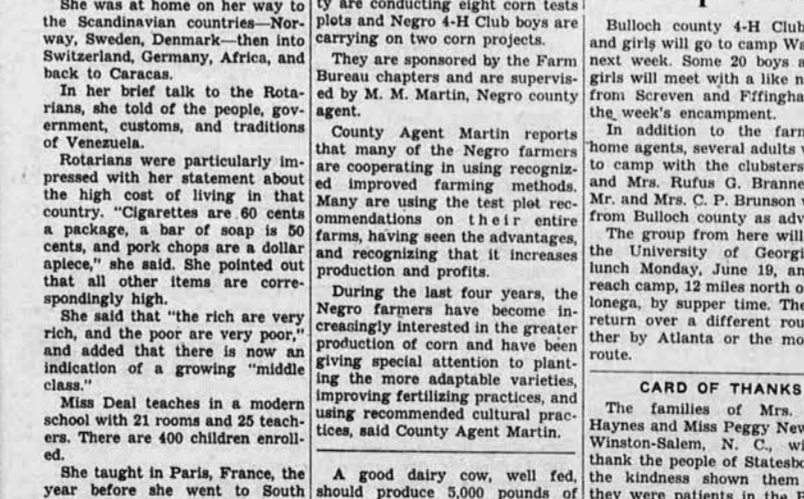 She was at home on her way to
the Scandinavian countries—Nor-
way, Sweden, Denmark—then into
Switzerland, Germany, Africa, and
back to Caracas.
In her brief talk to the Rota-
rians, she told of the people, gov-
ernment, customs, and traditions
of Venezuela.
Rotarians were particularly im-
pressed with her statement about
the high cost of living in that
country. "Cigarettes are 60 cents
a package, a bar of soap is 50
cents, and pork chops are a dollar
apiece," she said. She pointed out
that all other items are corre-
spondingly high.
She said that "the rich are very
rich, and the poor are very poor,"
and added that there is now an
indication of a growing "middle
class."
Miss Deal teaches in a modern
school with 21 rooms and 25 teach-
ers. There are 400 children enroll-
ed.
She taught in Paris, France, the
year before she went to South
ty are conducting eight corn tests
plots and Negro 4-H Club boys are
carrying on two corn projects.
They are sponsored by the Farm
Bureau chapters and are supervis-
ed by M. M. Martin, Negro county
agent.
County Agent Martin reports
that many of the Negro farmers
are cooperating in using recogniz-
ed improved farming methods.
Many are using the test plot rec-
ommendations on their entire
farms, having seen the advantages,
and recognizing that it increases
production and profits.
During the last four years, the
Negro farmers have become in-
creasingly interested in the greater
production of corn and have been
giving special attention to plant-
ing the more adaptable varieties,
improving fertilizing practices, and
using recommended cultural prac-
tices, said County Agent Martin.
A good dairy cow, well fed,
should produce 5,000 pounds of
Bulloch county 4-H Club
and girls will go to camp Wa
next week. Some 20 boys a
girls will meet with a like n
from Screven and Effingha
the week's encampment.
In addition to the farm
home agents, several adults
to camp with the clubsters
and Mrs. Rufus G. Branne
Mr. and Mrs. C. P. Brunson
from Bulloch county as adv
The group from here will
the University of Georgi
lunch Monday, June 19, an
reach camp, 12 miles north o
lonega, by supper time. The
return over a different rou
ther by Atlanta or the mo
route.
CARD OF THANKS
The families of Mrs.
Haynes and Miss Peggy New
Winston-Salem, N. C., wi
thank the people of Statesbo
the kindness shown them
they were patients in the